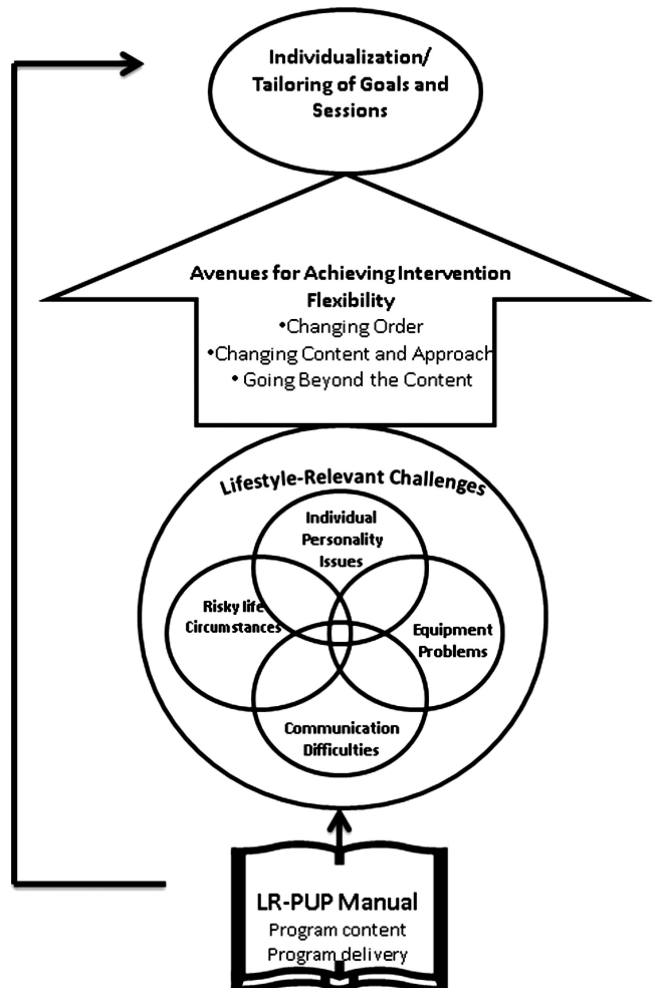 Individualization/
Tailoring of Goals and
Sessions
Avenues for Achieving Intervention
Flexibility
•Changing Order
•Changing Content and Approach
• Going Beyond the Content
Lifestyle-Relevant Challenges
Individual
Personality
Issues
Risky life
Circumstances
Equipment
Problems
Communication
Difficulties
LR-PUP Manual
Program content
Program delivery